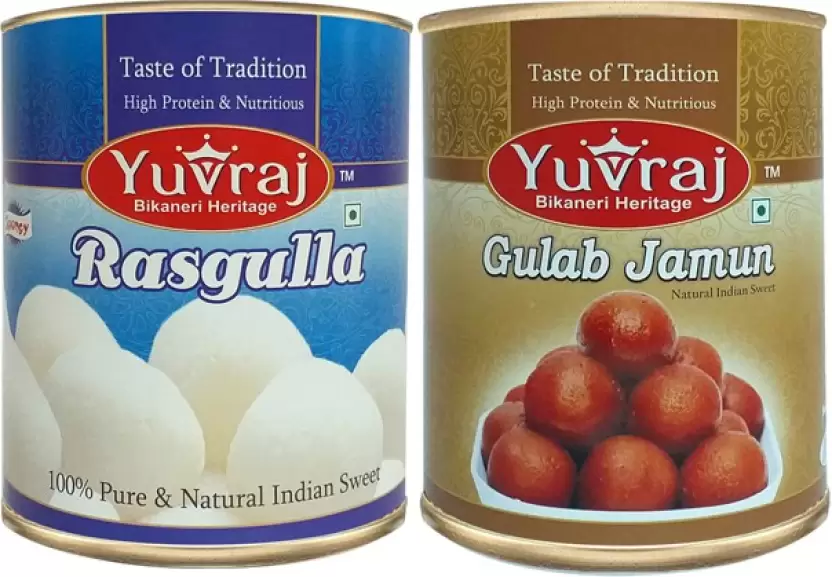 Taste of Tradition
High Protein & Nutritious
Yuvraj
TM
Bikaneri Heritage
Spongy
Rasgulla
100% Pure & Natural Indian Sweet
Taste of Tradition
High Protein & Nutritious
Yuvraj
TM
Bikaneri Heritage
Gulab Jamun
Natural Indian Sweet